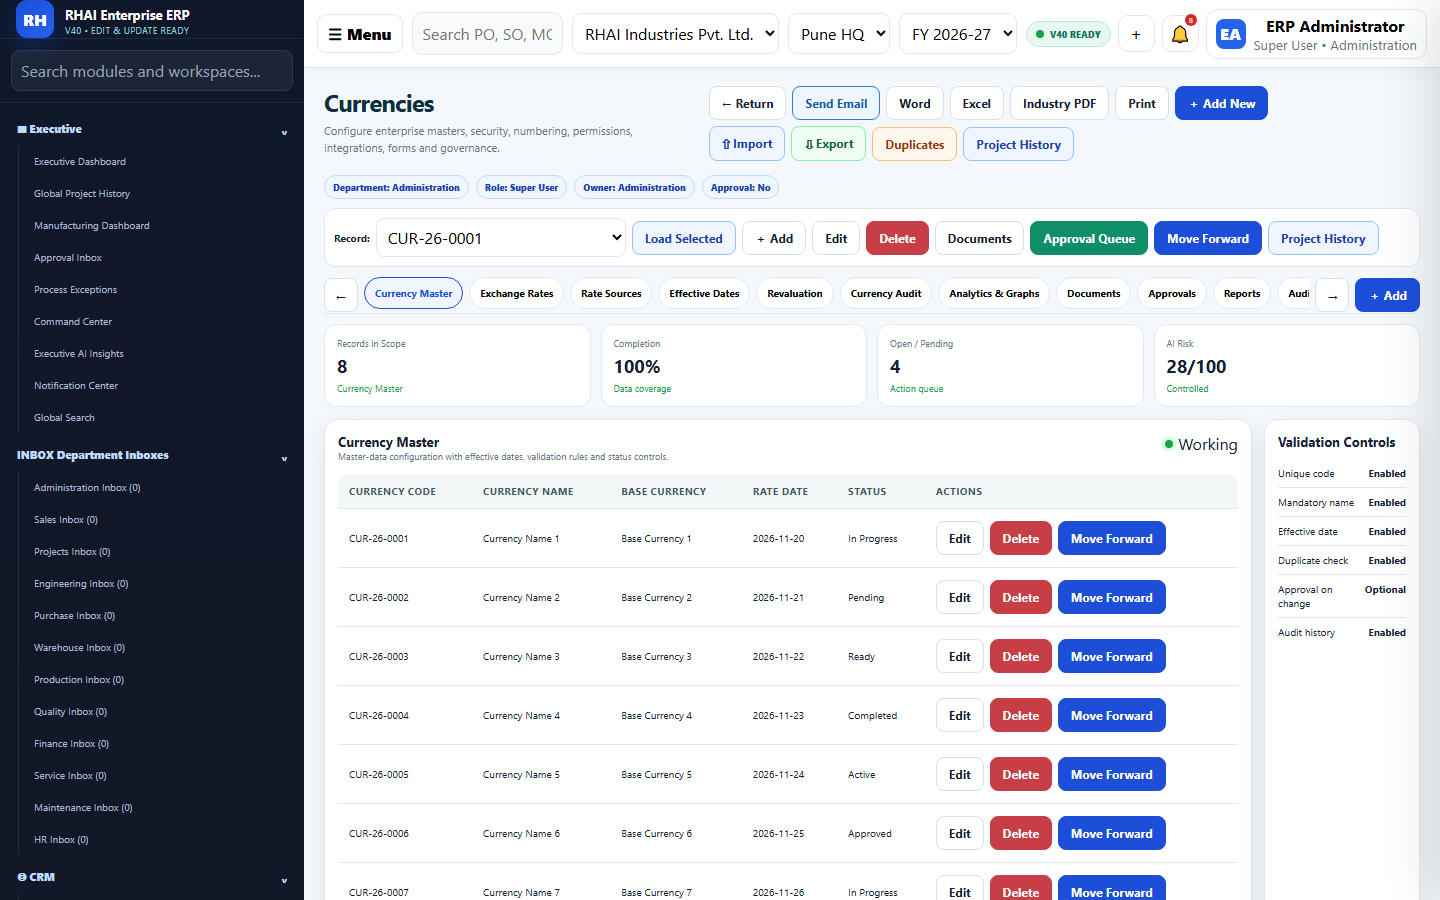 RH
RHAI Enterprise ERP
V40 • EDIT & UPDATE READY
Search modules and workspaces...
Executive
Executive Dashboard
Global Project History
Manufacturing Dashboard
Approval Inbox
Process Exceptions
Command Center
Executive AI Insights
Notification Center
Global Search
INBOX Department Inboxes
Administration Inbox (0)
Sales Inbox (0)
Projects Inbox (0)
Engineering Inbox (0)
Purchase Inbox (0)
Warehouse Inbox (0)
Production Inbox (0)
Quality Inbox (0)
Finance Inbox (0)
Service Inbox (0)
Maintenance Inbox (0)
HR Inbox (0)
CRM
☰ Menu
Search PO, SO, MO
RHAI Industries Pvt. Ltd.
Pune HQ
FY 2026-27
V40 READY
+
8
EA
ERP Administrator
Super User • Administration
Currencies
Configure enterprise masters, security, numbering, permissions,
integrations, forms and governance.
← Return
Send Email
Word
Excel
Industry PDF
Print
+ Add New
⇧ Import
⇩ Export
Duplicates
Project History
Department: Administration
Role: Super User
Owner: Administration
Approval: No
Record:
CUR-26-0001
Load Selected
+ Add
Edit
Delete
Documents
Approval Queue
Move Forward
Project History
←
Currency Master
Exchange Rates
Rate Sources
Effective Dates
Revaluation
Currency Audit
Analytics & Graphs
Documents
Approvals
Reports
Audi
→
+ Add
Records in Scope
8
Currency Master
Completion
100%
Data coverage
Open / Pending
4
Action queue
AI Risk
28/100
Controlled
Currency Master
Master-data configuration with effective dates, validation rules and status controls.
Working
CURRENCY CODE CURRENCY NAME BASE CURRENCY RATE DATE STATUS ACTIONS
CUR-26-0001 Currency Name 1 Base Currency 1 2026-11-20 In Progress Edit Delete Move Forward
CUR-26-0002 Currency Name 2 Base Currency 2 2026-11-21 Pending Edit Delete Move Forward
CUR-26-0003 Currency Name 3 Base Currency 3 2026-11-22 Ready Edit Delete Move Forward
CUR-26-0004 Currency Name 4 Base Currency 4 2026-11-23 Completed Edit Delete Move Forward
CUR-26-0005 Currency Name 5 Base Currency 5 2026-11-24 Active Edit Delete Move Forward
CUR-26-0006 Currency Name 6 Base Currency 6 2026-11-25 Approved Edit Delete Move Forward
CUR-26-0007 Currency Name 7 Base Currency 7 2026-11-26 In Progress Edit Delete Move Forward
Validation Controls
Unique code Enabled
Mandatory name Enabled
Effective date Enabled
Duplicate check Enabled
Approval on change Optional
Audit history Enabled